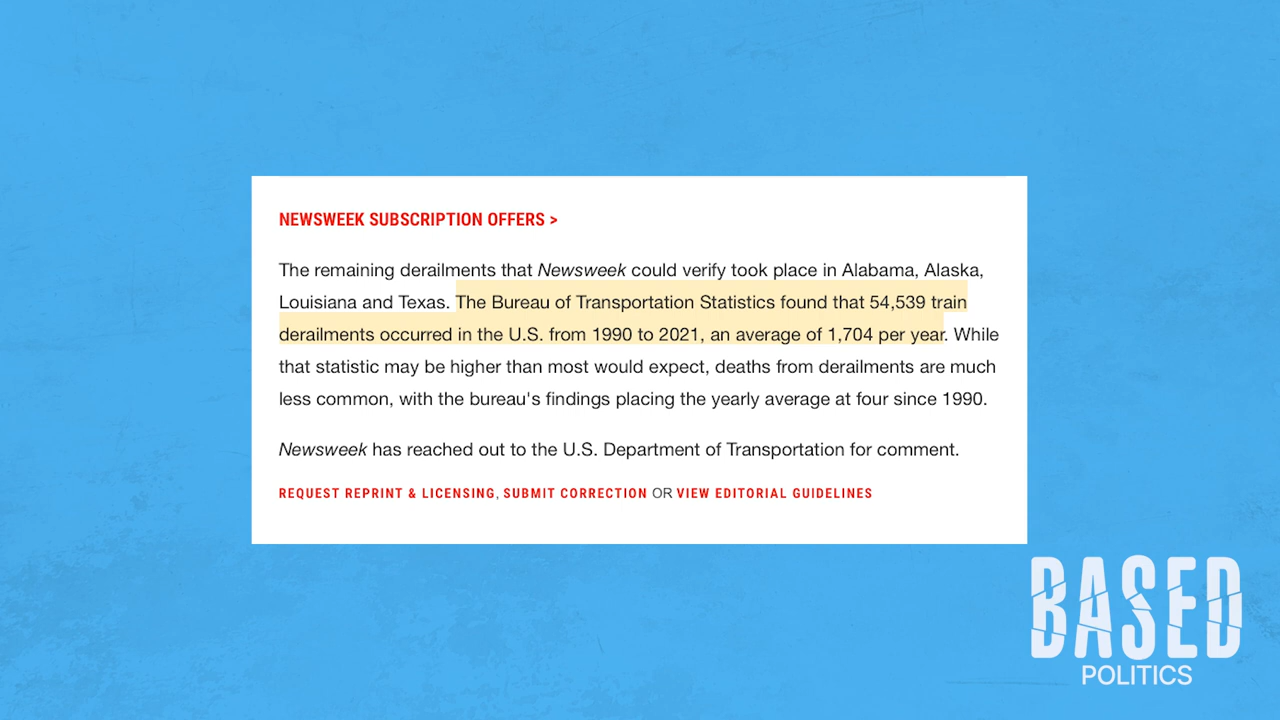 NEWSWEEK SUBSCRIPTION OFFERS >
The remaining derailments that Newsweek could verify took place in Alabama, Alaska,
Louisiana and Texas. The Bureau of Transportation Statistics found that 54,539 train
derailments occurred in the U.S. from 1990 to 2021, an average of 1,704 per year. While
that statistic may be higher than most would expect, deaths from derailments are much
less common, with the bureau's findings placing the yearly average at four since 1990.
Newsweek has reached out to the U.S. Department of Transportation for comment.
REQUEST REPRINT & LICENSING, SUBMIT CORRECTION OR VIEW EDITORIAL GUIDELINES
BASED
POLITICS